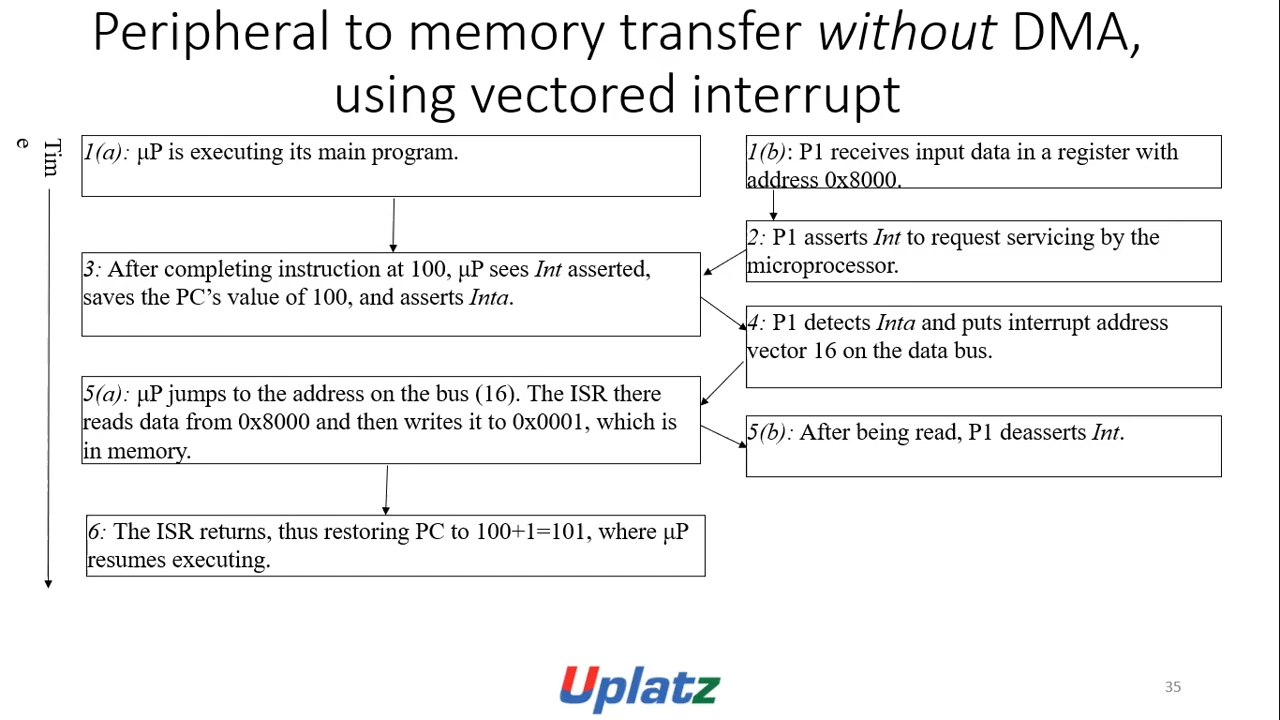 Peripheral to memory transfer without DMA,
using vectored interrupt
Tim
e
1(a): μP is executing its main program.
1(b): P1 receives input data in a register with
address 0x8000.
2: P1 asserts Int to request servicing by the
microprocessor.
3: After completing instruction at 100, μP sees Int asserted,
saves the PC’s value of 100, and asserts Inta.
4: P1 detects Inta and puts interrupt address
vector 16 on the data bus.
5(a): μP jumps to the address on the bus (16). The ISR there
reads data from 0x8000 and then writes it to 0x0001, which is
in memory.
5(b): After being read, P1 deasserts Int.
6: The ISR returns, thus restoring PC to 100+1=101, where μP
resumes executing.
Uplatz
35